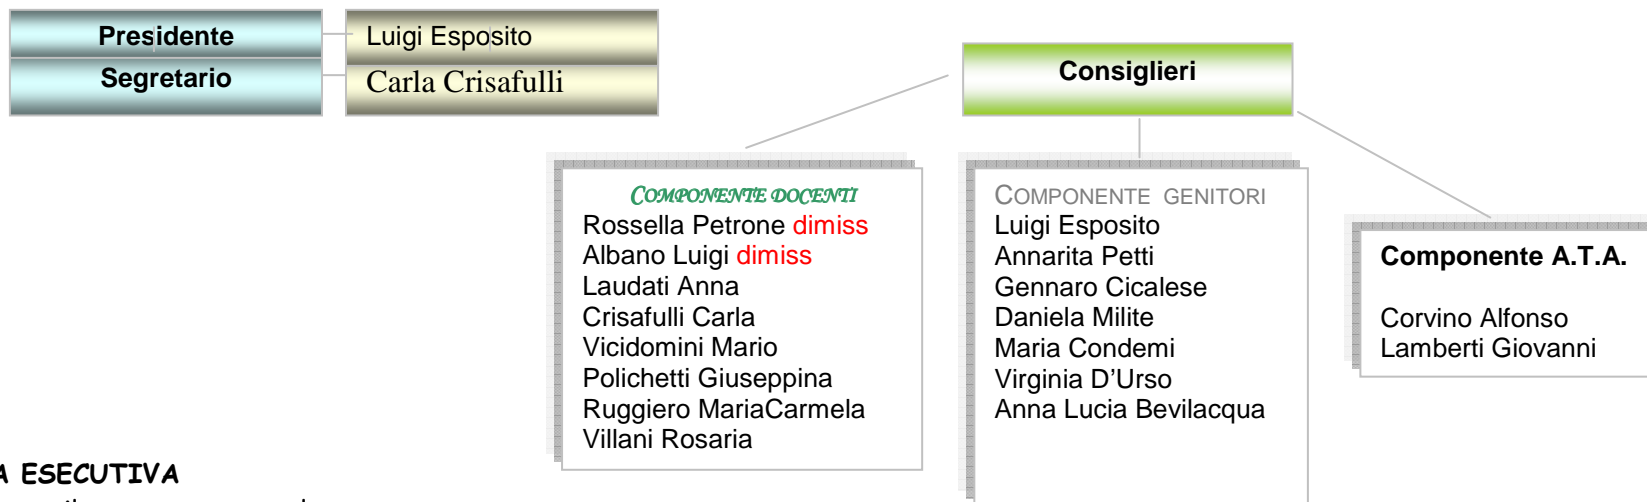 Presidente
Luigi Esposito
Segretario
Carla Crisafulli
Consiglieri
COMPONENTE DOCENTI
Rossella Petrone dimiss
Albano Luigi dimiss
Laudati Anna
Crisafulli Carla
Vicidomini Mario
Polichetti Giuseppina
Ruggiero MariaCarmela
Villani Rosaria
COMPONENTE GENITORI
Luigi Esposito
Annarita Petti
Gennaro Cicalese
Daniela Milite
Maria Condemi
Virginia D'Urso
Anna Lucia Bevilacqua
Componente A.T.A.
Corvino Alfonso
Lamberti Giovanni
A ESECUTIVA